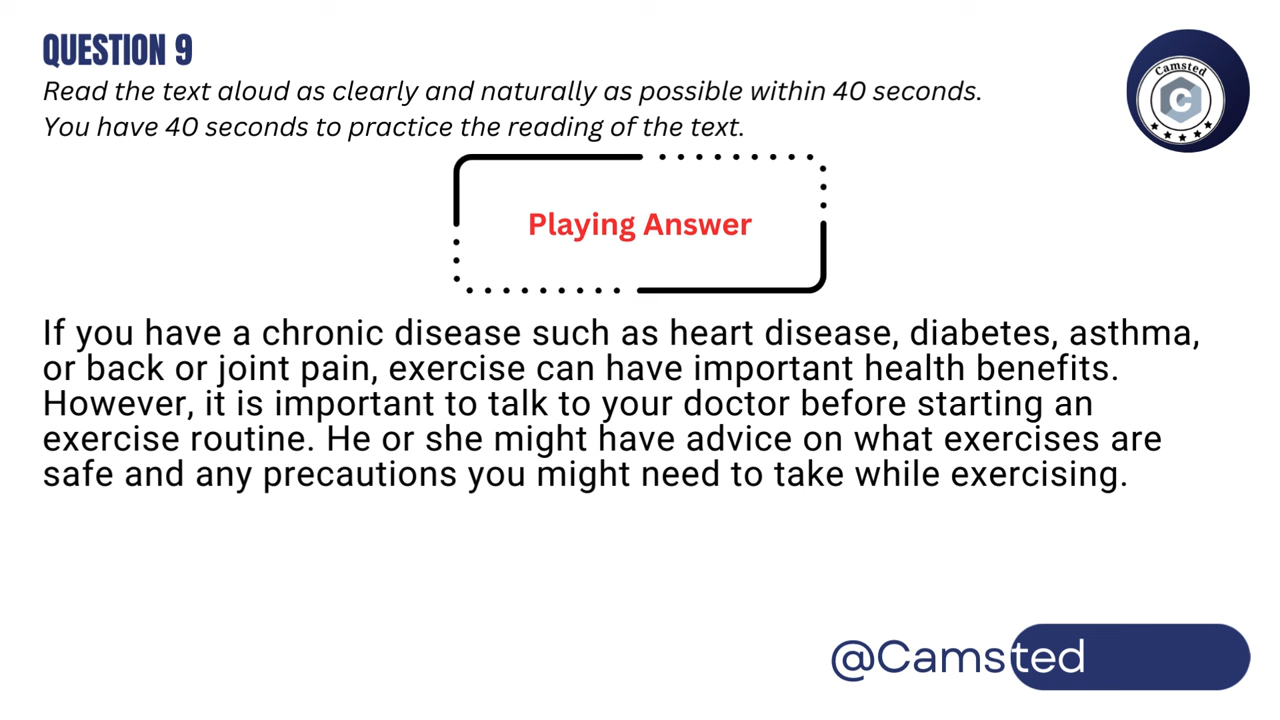 QUESTION 9
Read the text aloud as clearly and naturally as possible within 40 seconds.
You have 40 seconds to practice the reading of the text.
Camsted
C
Playing Answer
If you have a chronic disease such as heart disease, diabetes, asthma,
or back or joint pain, exercise can have important health benefits.
However, it is important to talk to your doctor before starting an
exercise routine. He or she might have advice on what exercises are
safe and any precautions you might need to take while exercising.
@Camsted